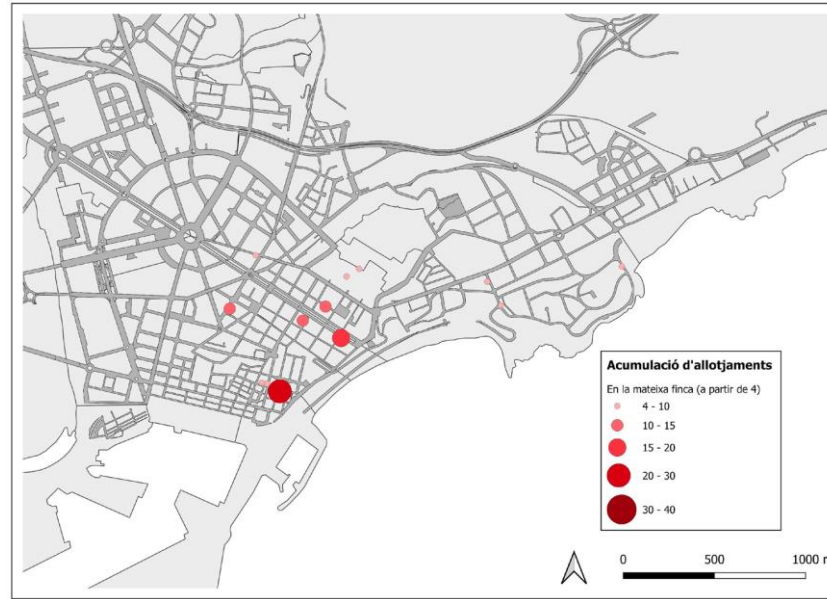 Acumulació d'allotjaments
En la mateixa finca (a partir de 4)
4 - 10
10 - 15
15 - 20
20 - 30
30 - 40
0 500 1000 r